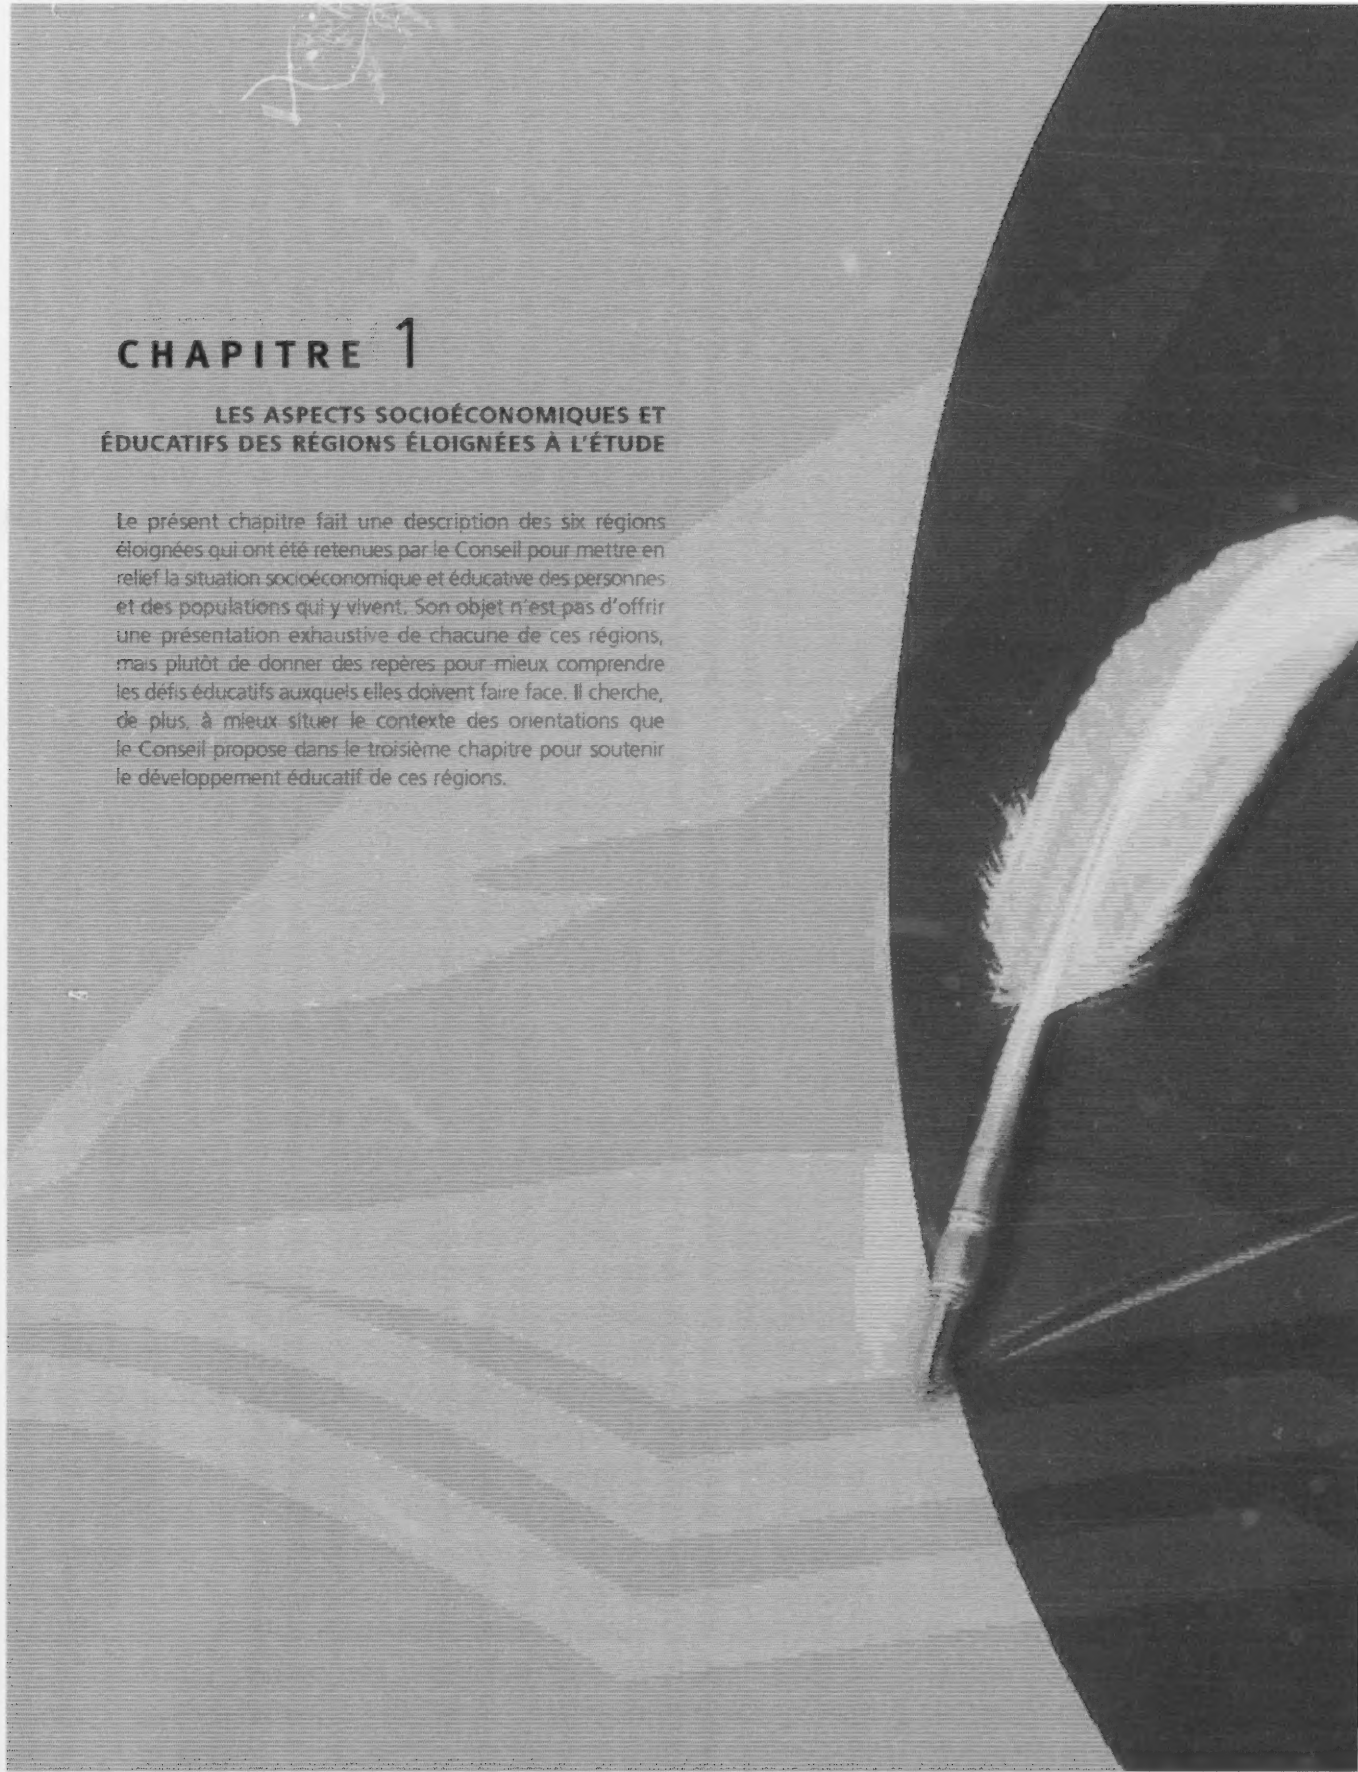 CHAPITRE 1
LES ASPECTS SOCIOÉCONOMIQUES ET
ÉDUCATIFS DES RÉGIONS ÉLOIGNÉES À L'ÉTUDE
Le présent chapitre fait une description des six régions
éloignées qui ont été retenues par le Conseil pour mettre en
relief la situation socioéconomique et éducative des personnes
et des populations qui y vivent. Son objet n'est pas d'offrir
une présentation exhaustive de chacune de ces régions,
mais plutôt de donner des repères pour mieux comprendre
les défis éducatifs auxquels elles doivent faire face. Il cherche,
de plus, à mieux situer le contexte des orientations que
le Conseil propose dans le troisième chapitre pour soutenir
le développement éducatif de ces régions.